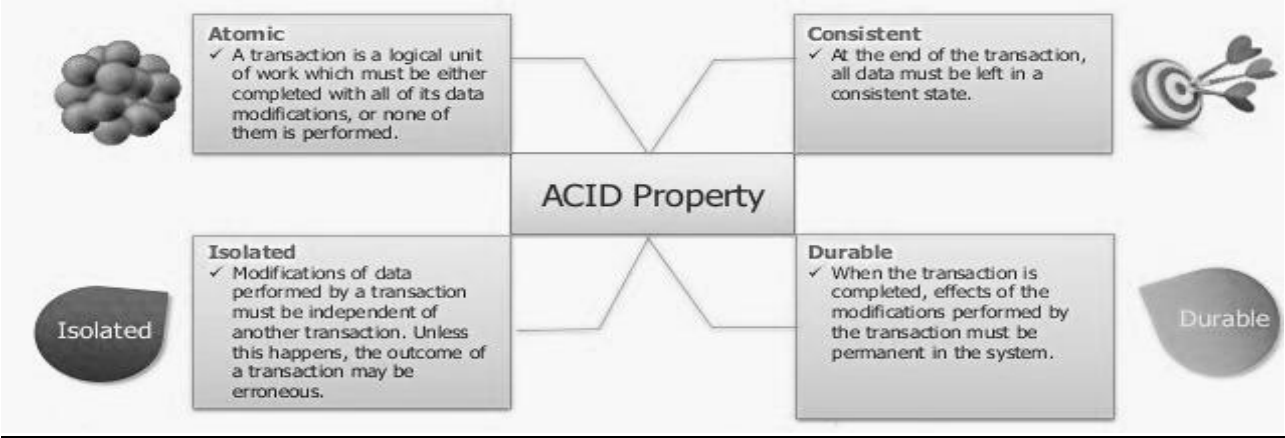 Atomic
✓ A transaction is a logical unit
of work which must be either
completed with all of its data
modifications, or none of
them is performed.
Consistent
✓ At the end of the transaction,
all data must be left in a
consistent state.
ACID Property
Isolated
✓ Modifications of data
performed by a transaction
must be independent of
another transaction. Unless
this happens, the outcome of
a transaction may be
erroneous.
Isolated
Durable
✓ When the transaction is
completed, effects of the
modifications performed by
the transaction must be
permanent in the system.
Durable